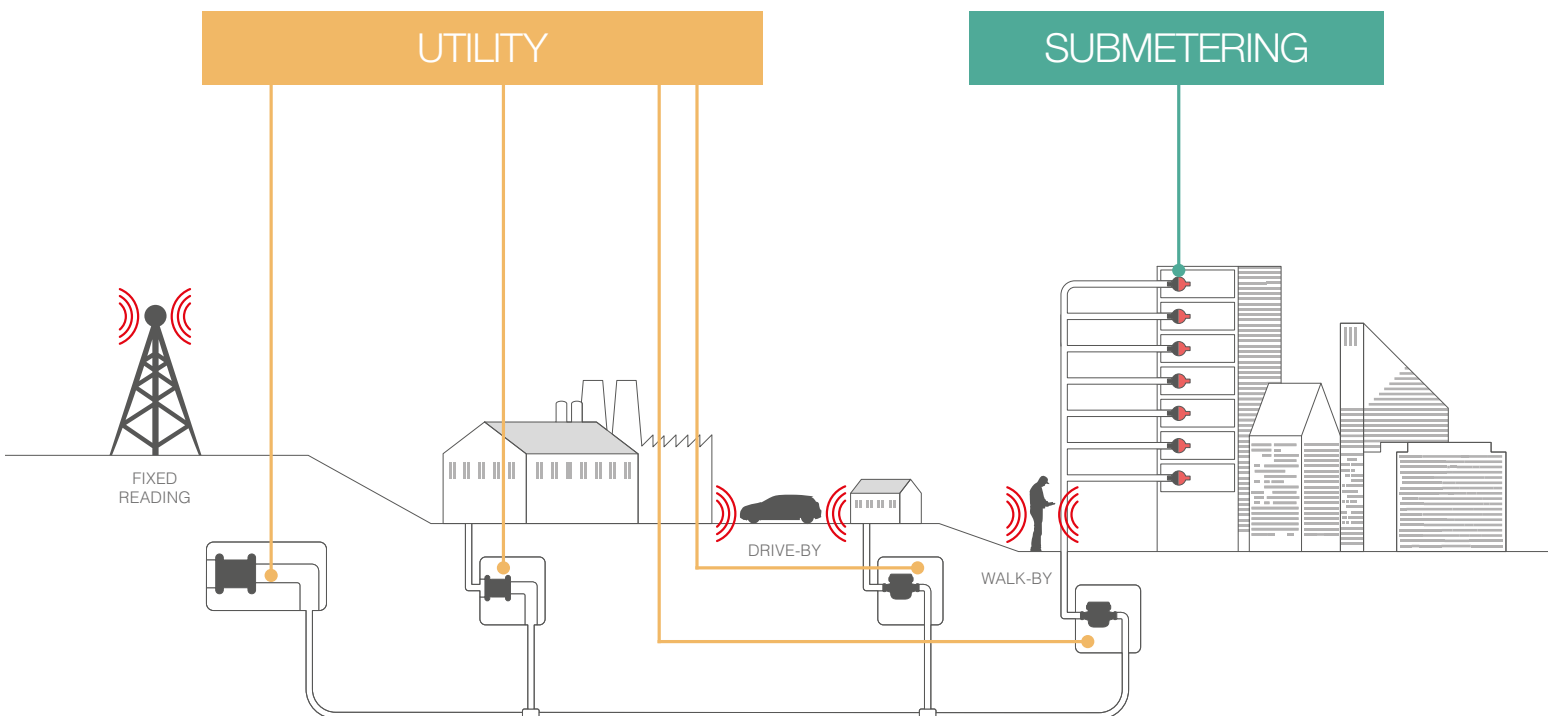 UTILITY
SUBMETERING
FIXED
READING
DRIVE-BY
WALK-BY